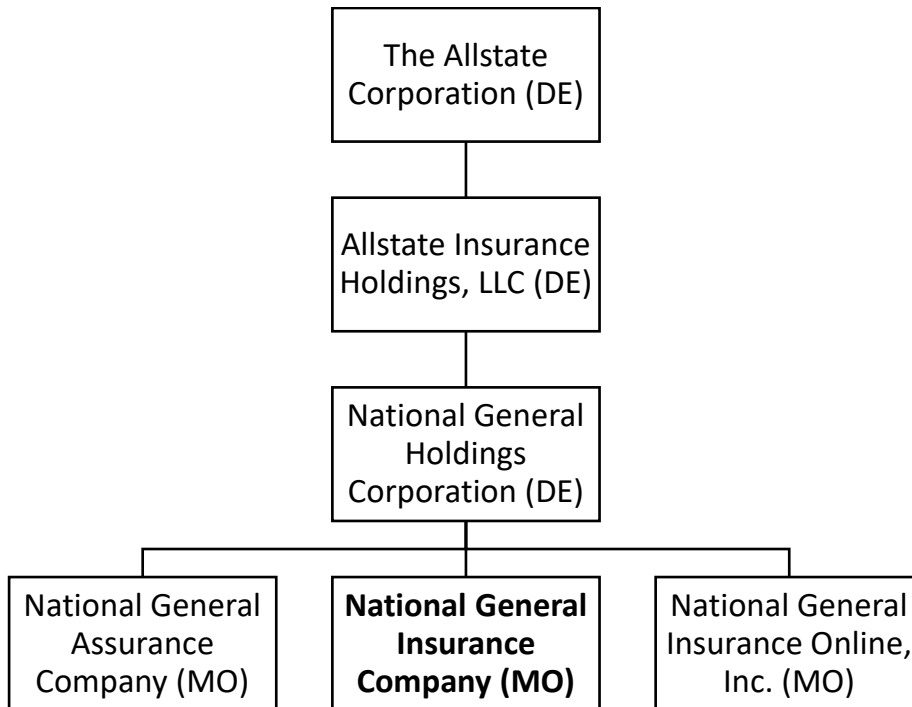 The Allstate
Corporation (DE)
Allstate Insurance
Holdings, LLC (DE)
National General
Holdings
Corporation (DE)
National General
Assurance
Company (MO)
National General
Insurance
Company (MO)
National General
Insurance Online,
Inc. (MO)